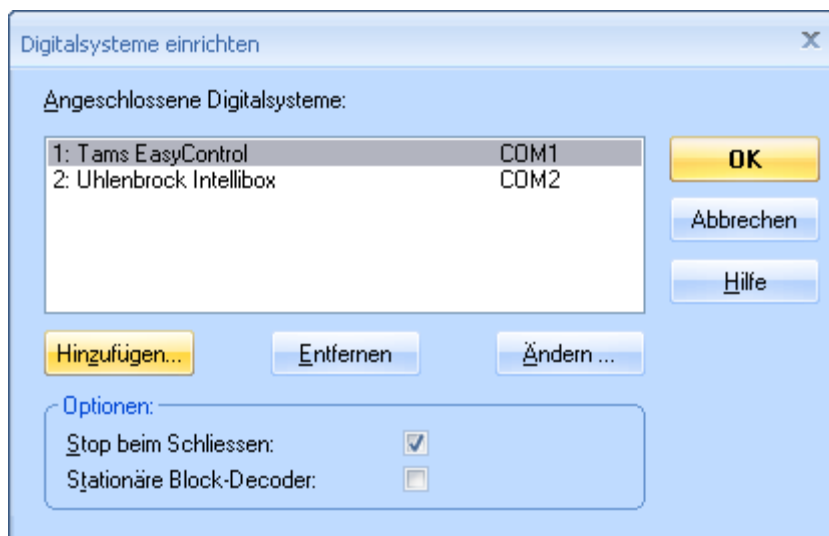 Digitalsysteme einrichten
Angeschlossene Digitalsysteme:
1: Tams EasyControl COM1
2: Uhlenbrock Intellibox COM2
OK
Abbrechen
Hilfe
Hinzufügen... Entfernen Ändern ...
Optionen:
Stop beim Schliessen:
Stationäre Block-Decoder: